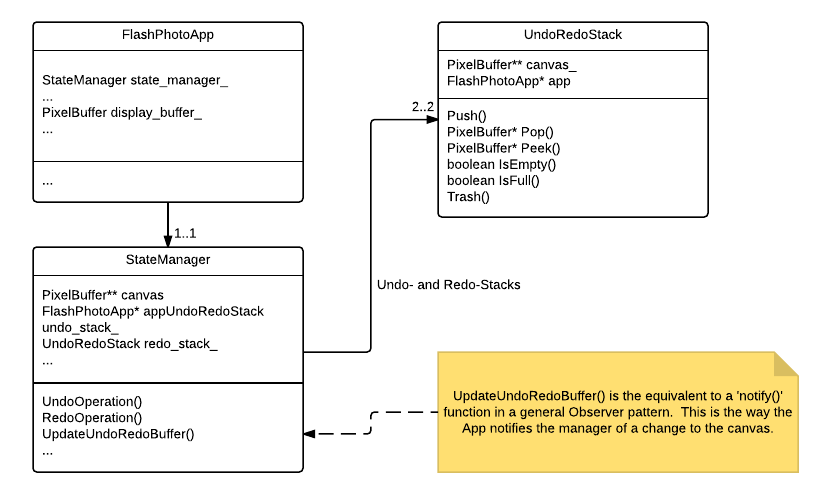 FlashPhotoApp
StateManager state_manager_
...
PixelBuffer display_buffer_
...
...
1..1
StateManager
PixelBuffer** canvas
FlashPhotoApp* appUndoRedoStack
undo_stack_
UndoRedoStack redo_stack_
...
UndoOperation()
RedoOperation()
UpdateUndoRedoBuffer()
...
UndoRedoStack
PixelBuffer** canvas_
FlashPhotoApp* app
2..2
Push()
PixelBuffer* Pop()
PixelBuffer* Peek()
boolean IsEmpty()
boolean IsFull()
Trash()
Undo- and Redo-Stacks
UpdateUndoRedoBuffer() is the equivalent to a 'notify()'
function in a general Observer pattern. This is the way the
App notifies the manager of a change to the canvas.